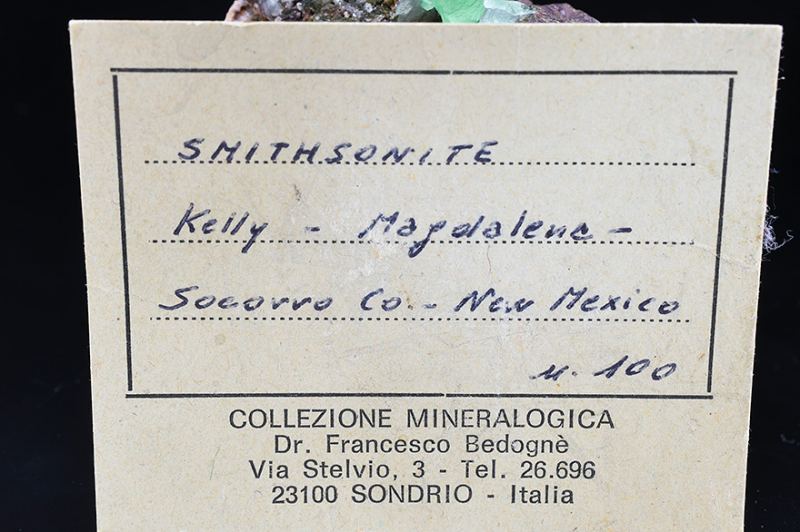 SMITHSONITE
Kelly - Magdalena -
Socorro Co. - New Mexico
n. 100
COLLEZIONE MINERALOGICA
Dr. Francesco Bedognè
Via Stelvio, 3 - Tel. 26.696
23100 SONDRIO - Italia